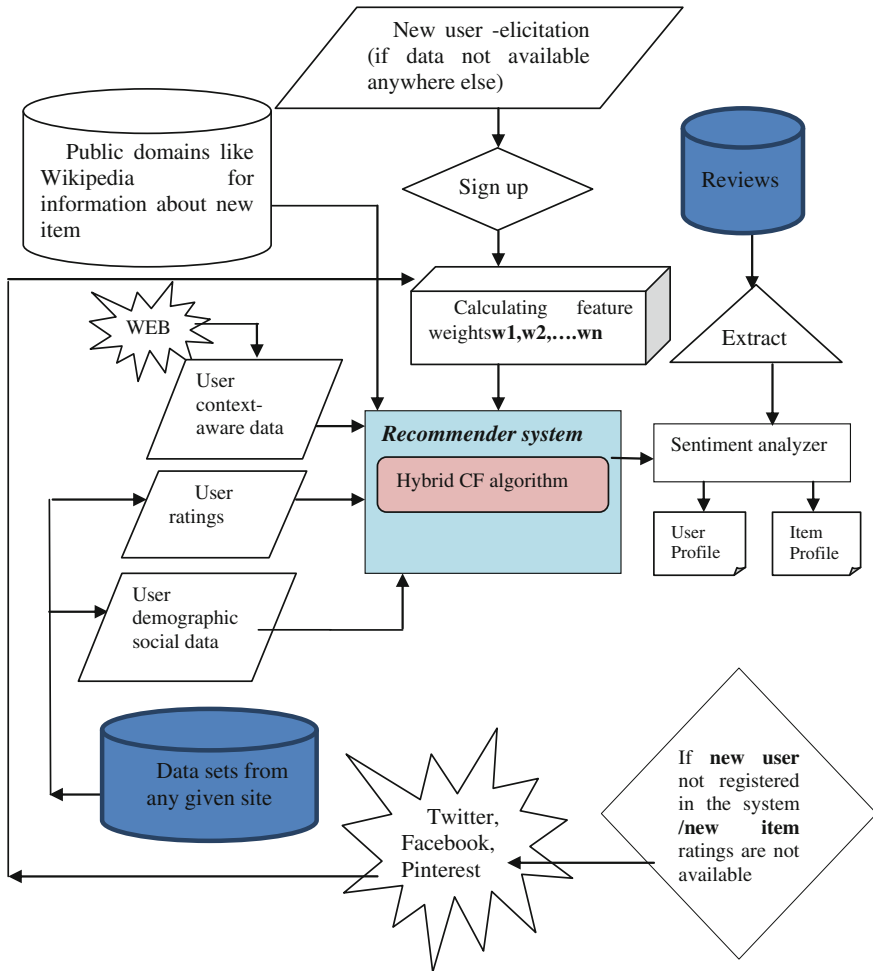 New user -elicitation
(if data not available
anywhere else)
Public domains like
Wikipedia for
information about new
item
Sign up
Reviews
Calculating feature
weightsw1,w2,….wn
WEB
Extract
User
context-
aware data
Recommender system
Hybrid CF algorithm
Sentiment analyzer
User
ratings
User
Profile
Item
Profile
User
demographic
social data
Data sets from
any given site
Twitter,
Facebook,
Pinterest
If new user
not registered
in the system
/new item
ratings are not
available